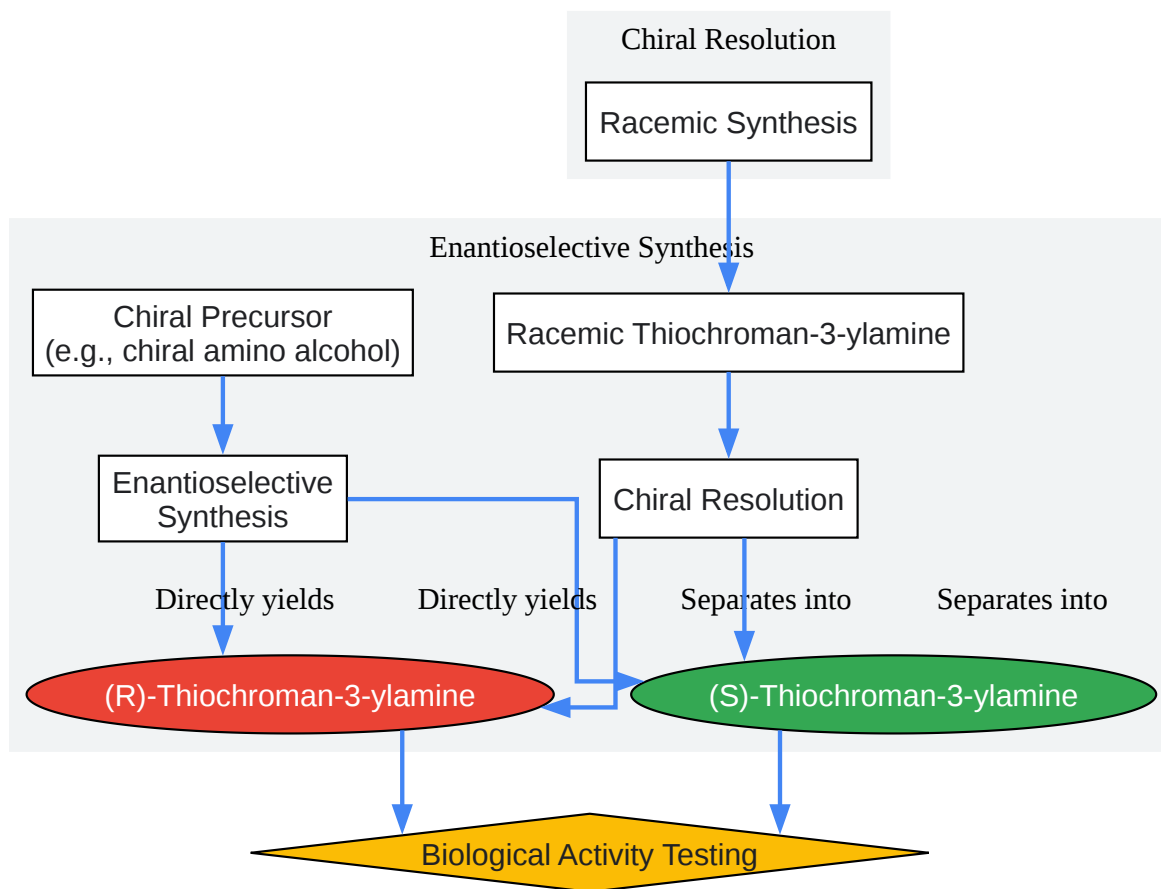 Chiral Resolution
Racemic Synthesis
Enantioselective Synthesis
Chiral Precursor
(e.g., chiral amino alcohol)
Racemic Thiochroman-3-ylamine
Enantioselective
Synthesis
Chiral Resolution
Directly yields
Directly yields
Separates into
Separates into
(R)-Thiochroman-3-ylamine
(S)-Thiochroman-3-ylamine
Biological Activity Testing